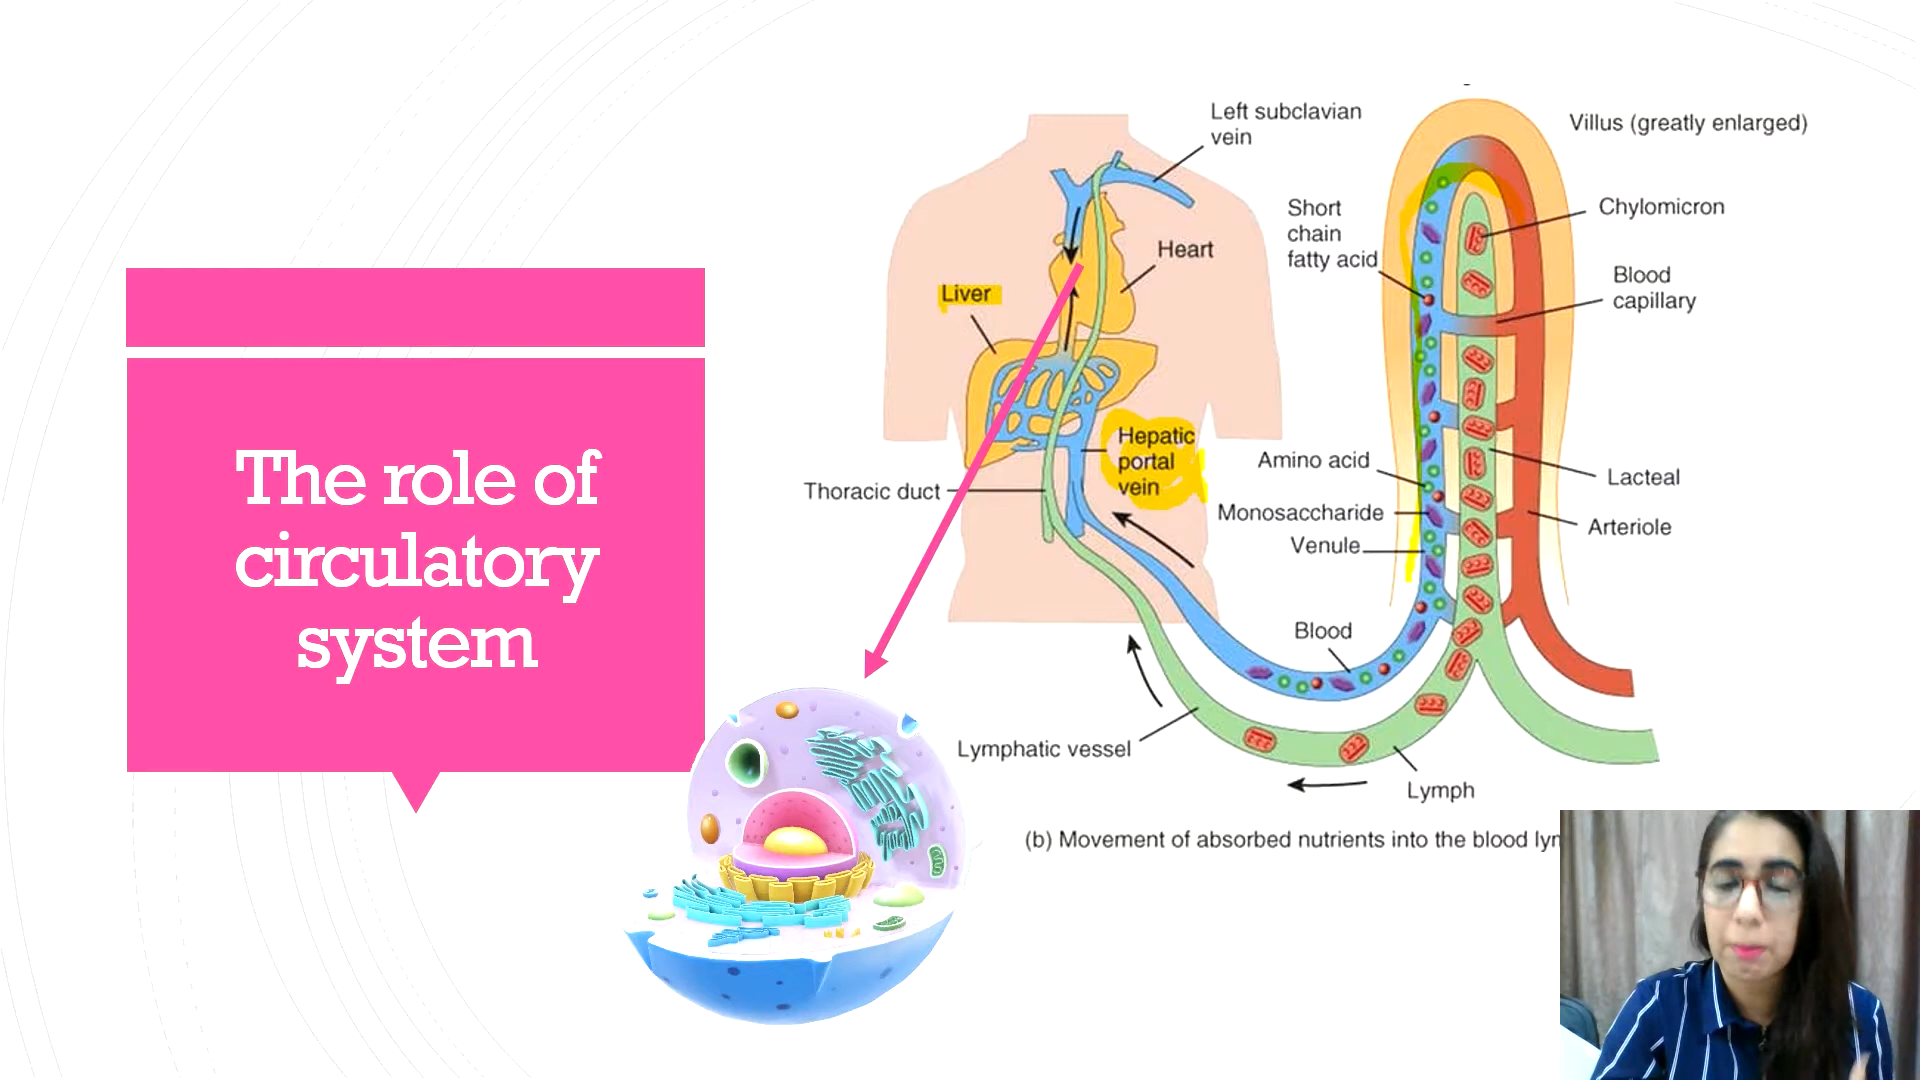 The role of
circulatory
system
Left subclavian
vein
Heart
Liver
Hepatic
portal
vein
Thoracic duct
Lymphatic vessel
Villus (greatly enlarged)
Short
chain
fatty acid
Chylomicron
Blood
capillary
Amino acid
Monosaccharide
Venule
Lacteal
Arteriole
Blood
Lymph
(b) Movement of absorbed nutrients into the blood